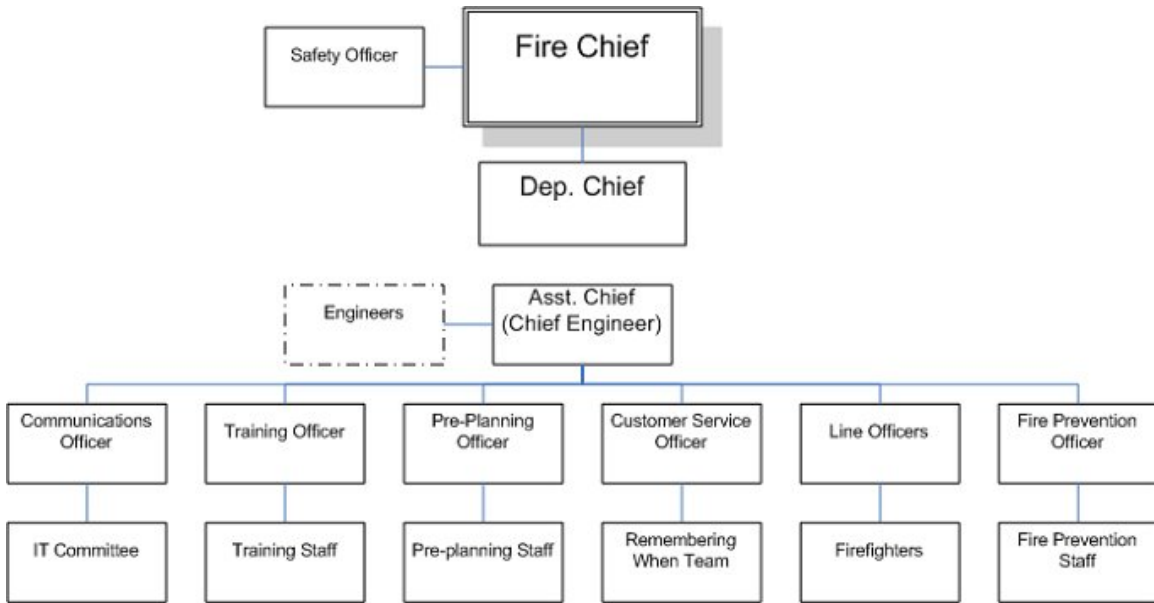 Fire Chief
Safety Officer
Dep. Chief
Asst. Chief
(Chief Engineer)
Engineers
Communications
Officer
Training Officer
Pre-Planning
Officer
Customer Service
Officer
Line Officers
Fire Prevention
Officer
IT Committee
Training Staff
Pre-planning Staff
Remembering
When Team
Firefighters
Fire Prevention
Staff